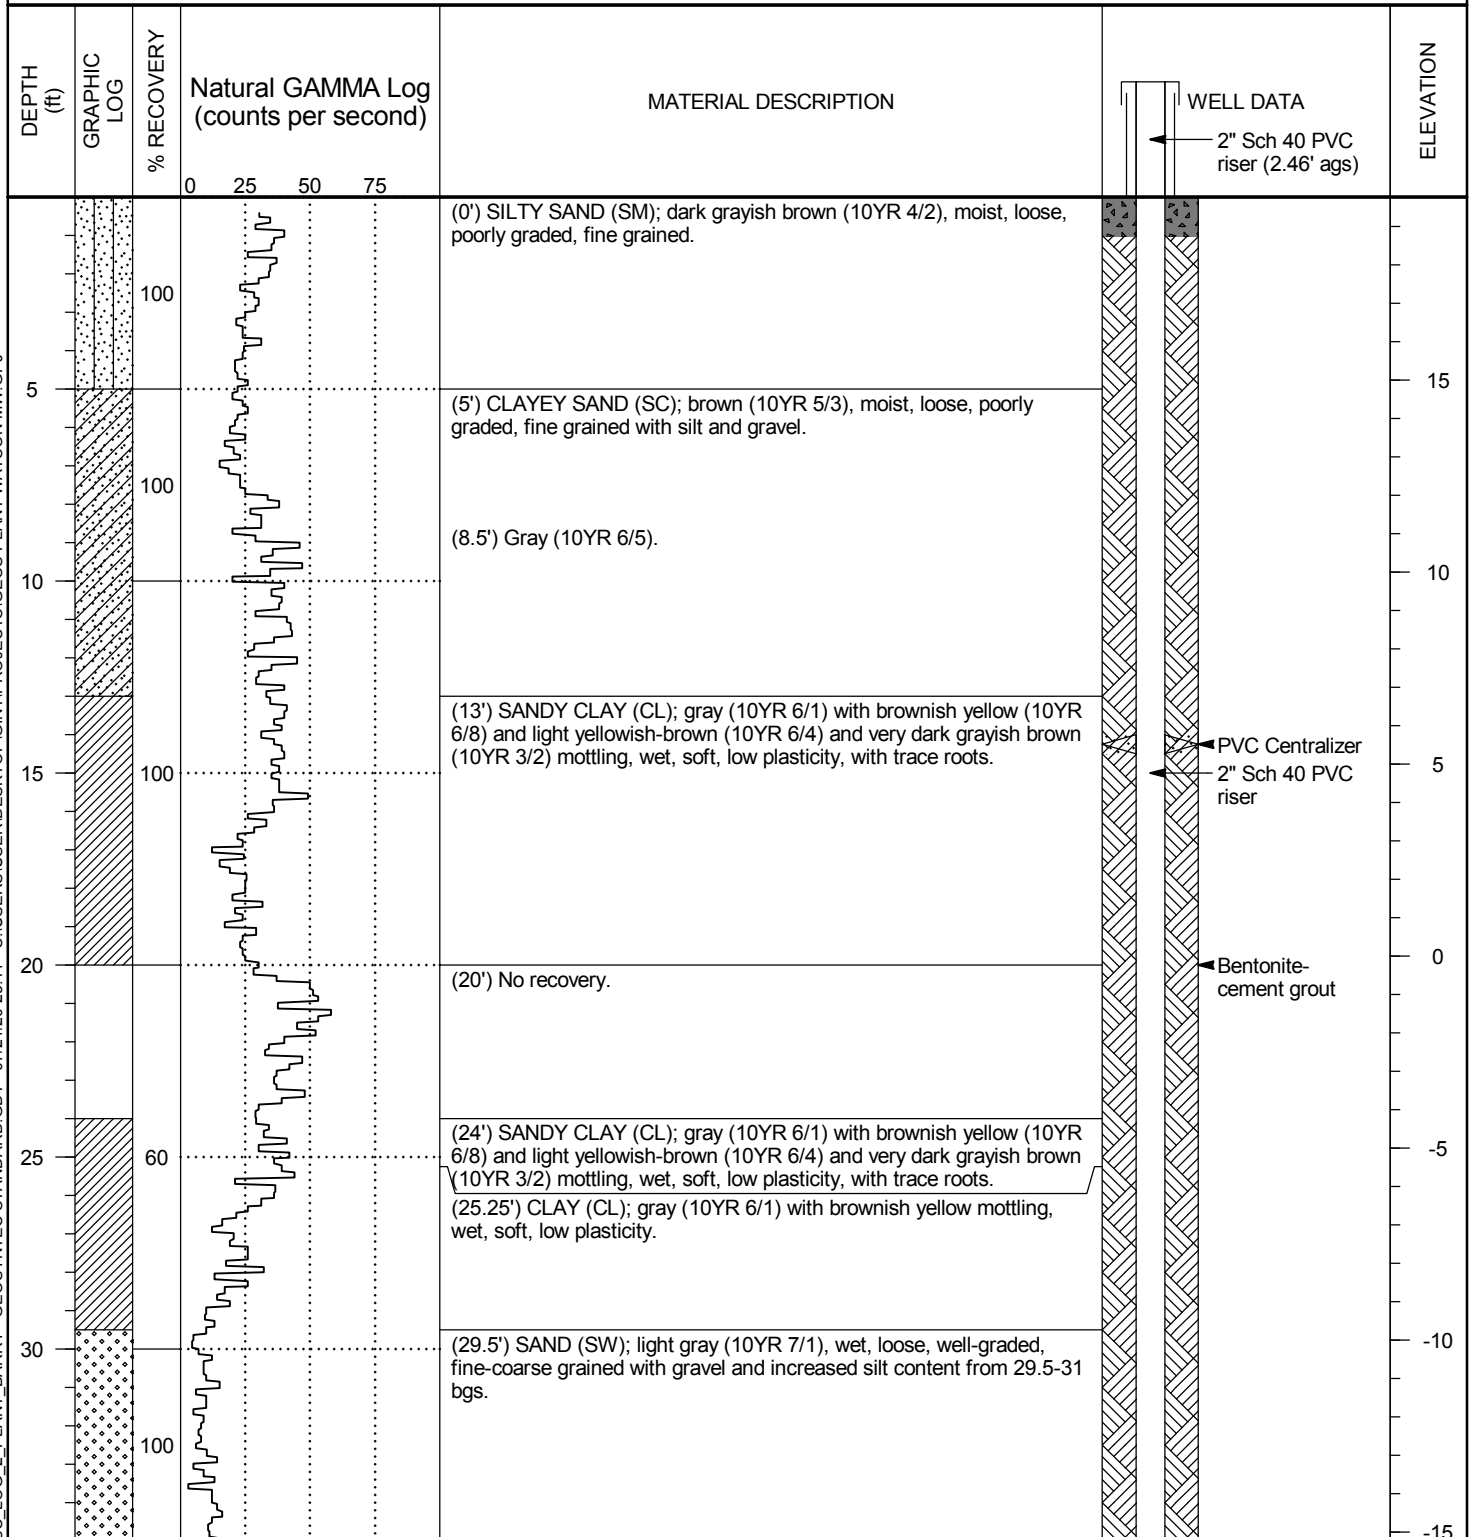 DEPTH
(ft)
GRAPHIC
LOG
% RECOVERY
Natural GAMMA Log
(counts per second)
0 25 50 75
MATERIAL DESCRIPTION
WELL DATA
2" Sch 40 PVC
riser (2.46' ags)
ELEVATION
(0') SILTY SAND (SM); dark grayish brown (10YR 4/2), moist, loose,
poorly graded, fine grained.
100
5
15
(5') CLAYEY SAND (SC); brown (10YR 5/3), moist, loose, poorly
graded, fine grained with silt and gravel.
100
(8.5') Gray (10YR 6/5).
10
10
(13') SANDY CLAY (CL); gray (10YR 6/1) with brownish yellow (10YR
6/8) and light yellowish-brown (10YR 6/4) and very dark grayish brown
(10YR 3/2) mottling, wet, soft, low plasticity, with trace roots.
PVC Centralizer
15
100
2" Sch 40 PVC
riser
5
20
0
(20') No recovery.
Bentonite-
cement grout
(24') SANDY CLAY (CL); gray (10YR 6/1) with brownish yellow (10YR
6/8) and light yellowish-brown (10YR 6/4) and very dark grayish brown
(10YR 3/2) mottling, wet, soft, low plasticity, with trace roots.
25
60
-5
(25.25') CLAY (CL); gray (10YR 6/1) with brownish yellow mottling,
wet, soft, low plasticity.
(29.5') SAND (SW); light gray (10YR 7/1), wet, loose, well-graded,
fine-coarse grained with gravel and increased silt content from 29.5-31
bgs.
30
-10
100
-15